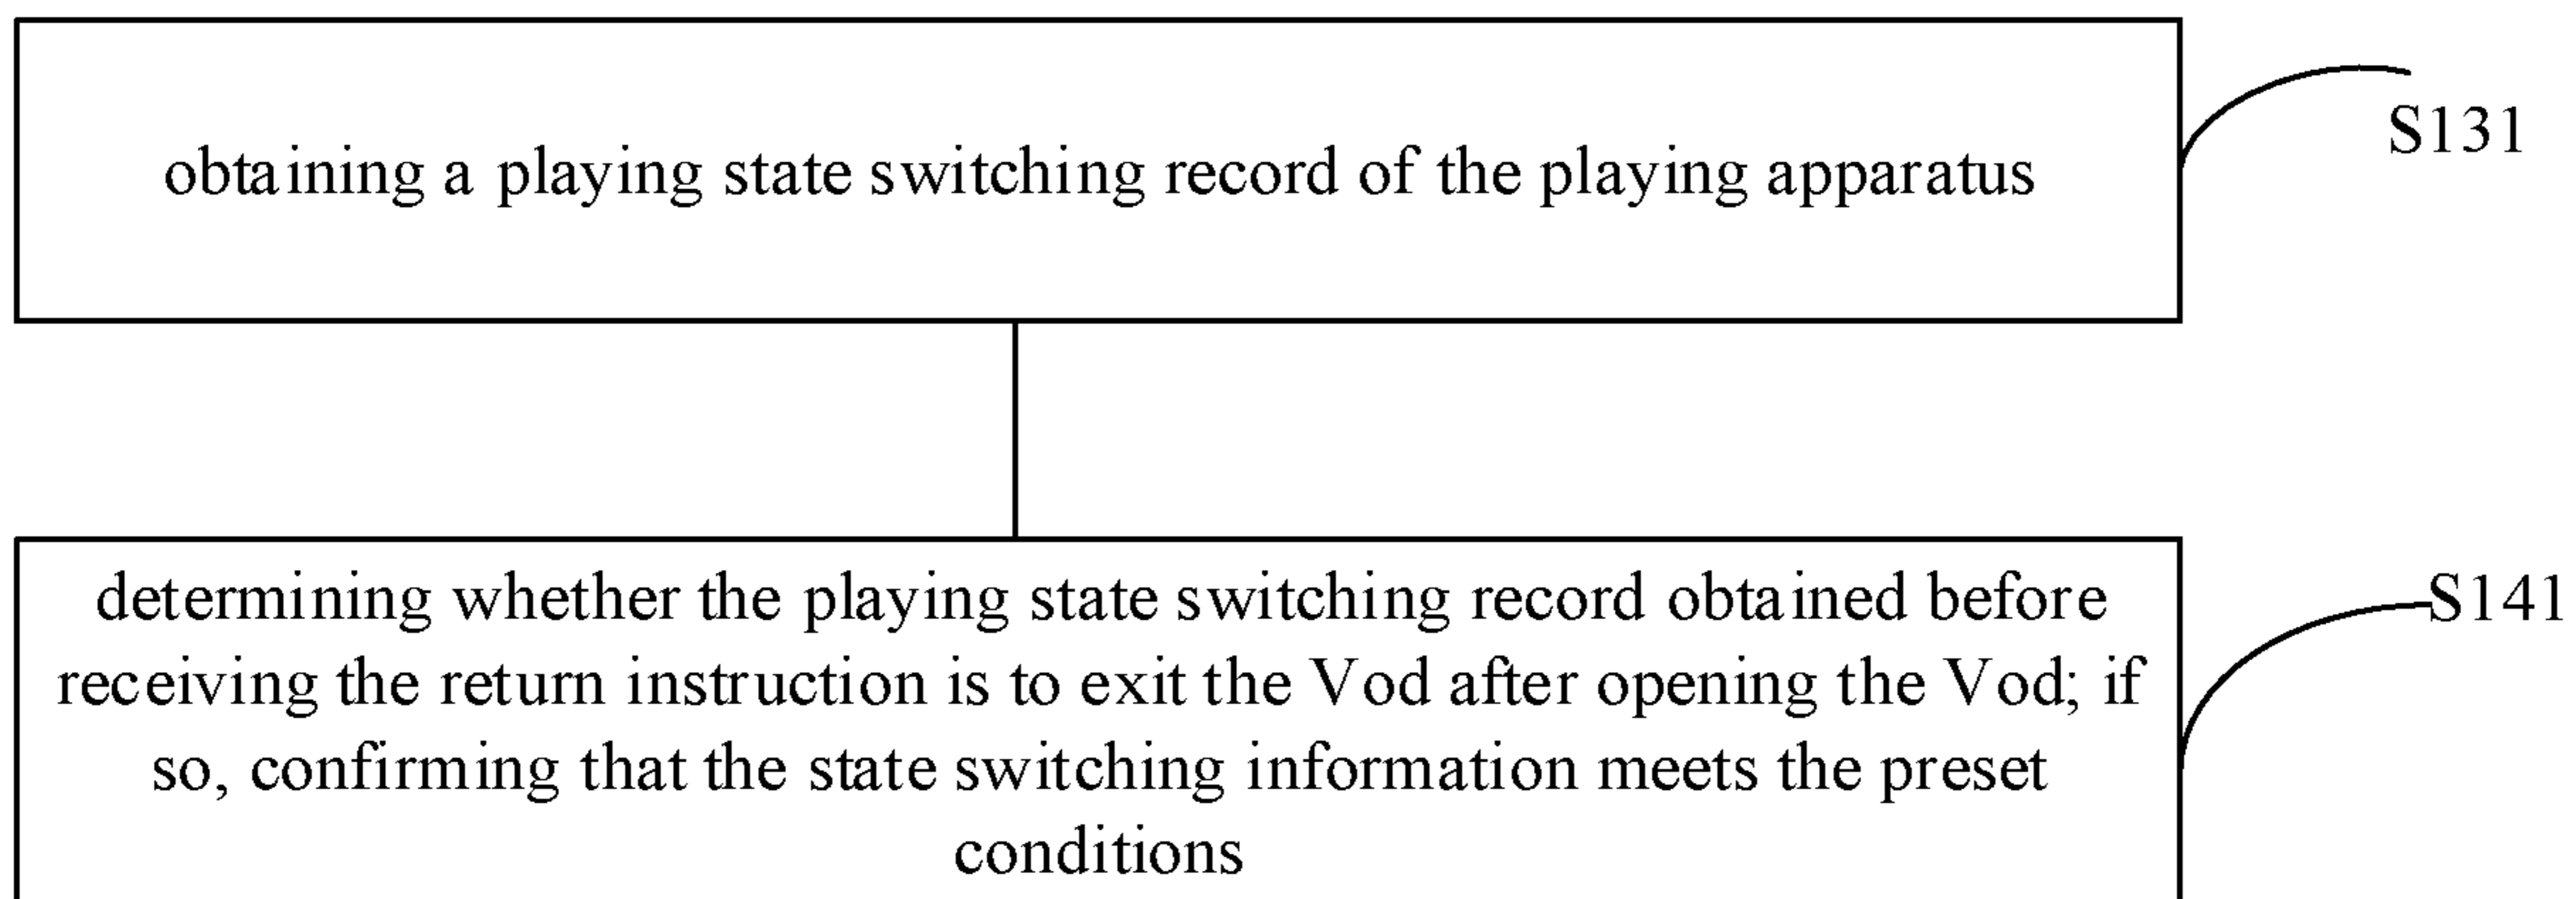 obtaining a playing state switching record of the playing apparatus
S131
determining whether the playing state switching record obtained before
receiving the return instruction is to exit the Vod after opening the Vod; if
so, confirming that the state switching information meets the preset
conditions
S141